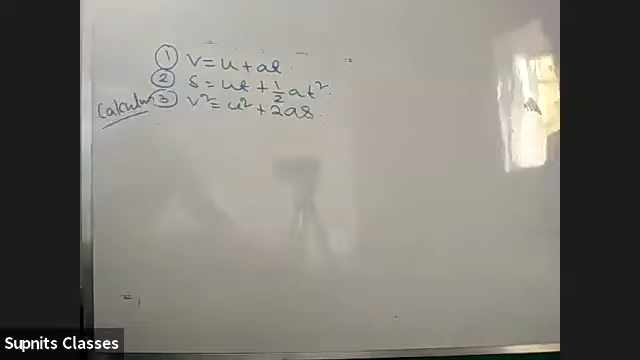 ① v = u + at.
② s = ut + 1/2 at².
Calculus ③ v² = u² + 2as.
Supnits Classes